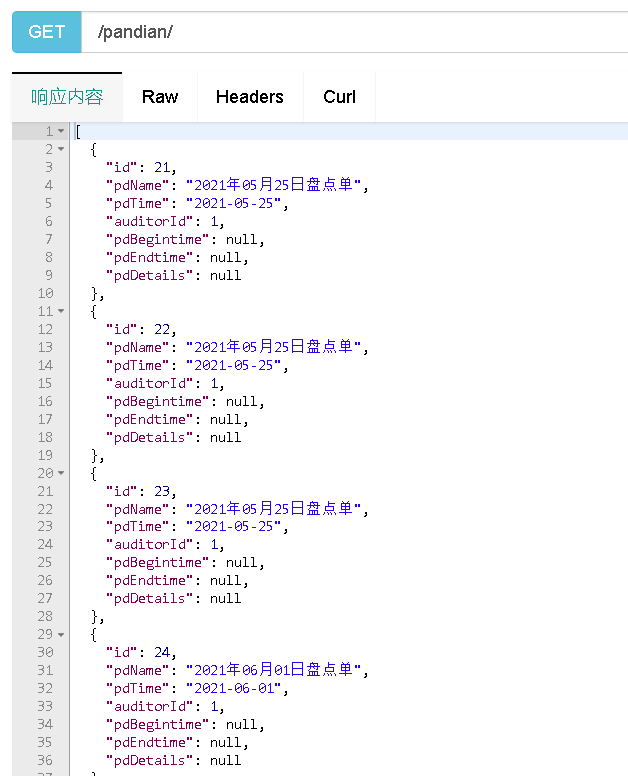 GET /pandian/
响应内容 Raw Headers Curl
1 [
2 {
3 "id": 21,
4 "pdName": "2021年05月25日盘点单",
5 "pdTime": "2021-05-25",
6 "auditorId": 1,
7 "pdBegintime": null,
8 "pdEndtime": null,
9 "pdDetails": null
10 },
11 {
12 "id": 22,
13 "pdName": "2021年05月25日盘点单",
14 "pdTime": "2021-05-25",
15 "auditorId": 1,
16 "pdBegintime": null,
17 "pdEndtime": null,
18 "pdDetails": null
19 },
20 {
21 "id": 23,
22 "pdName": "2021年05月25日盘点单",
23 "pdTime": "2021-05-25",
24 "auditorId": 1,
25 "pdBegintime": null,
26 "pdEndtime": null,
27 "pdDetails": null
28 },
29 {
30 "id": 24,
31 "pdName": "2021年06月01日盘点单",
32 "pdTime": "2021-06-01",
33 "auditorId": 1,
34 "pdBegintime": null,
35 "pdEndtime": null,
36 "pdDetails": null